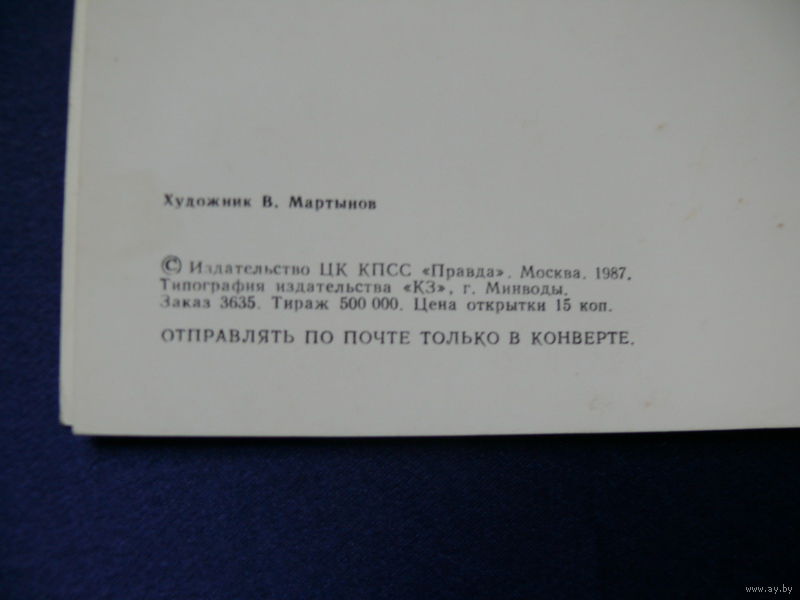 Художник В. Мартынов
© Издательство ЦК КПСС «Правда». Москва. 1987.
Типография издательства «КЗ», г. Минводы.
Заказ 3635. Тираж 500 000. Цена открытки 15 коп.
ОТПРАВЛЯТЬ ПО ПОЧТЕ ТОЛЬКО В КОНВЕРТЕ.
www.ay.by